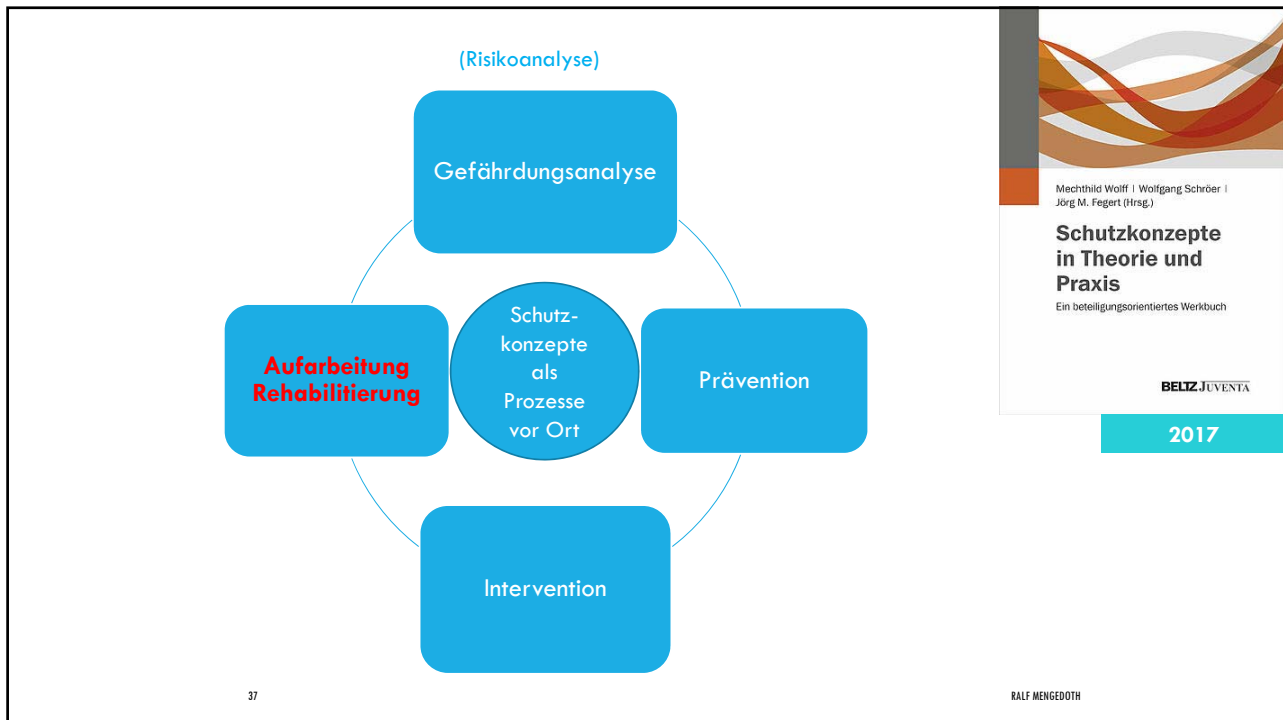 (Risikoanalyse)
Gefährdungsanalyse
Schutz-
konzepte
als
Prozesse
vor Ort
Aufarbeitung
Rehabilitierung
Prävention
Intervention
Mechthild Wolff | Wolfgang Schröer |
Jörg M. Fegert (Hrsg.)
Schutzkonzepte
in Theorie und
Praxis
Ein beteiligungsorientiertes Werkbuch
BELTZ JUVENTA
2017
37
RALF MENGEDOTH